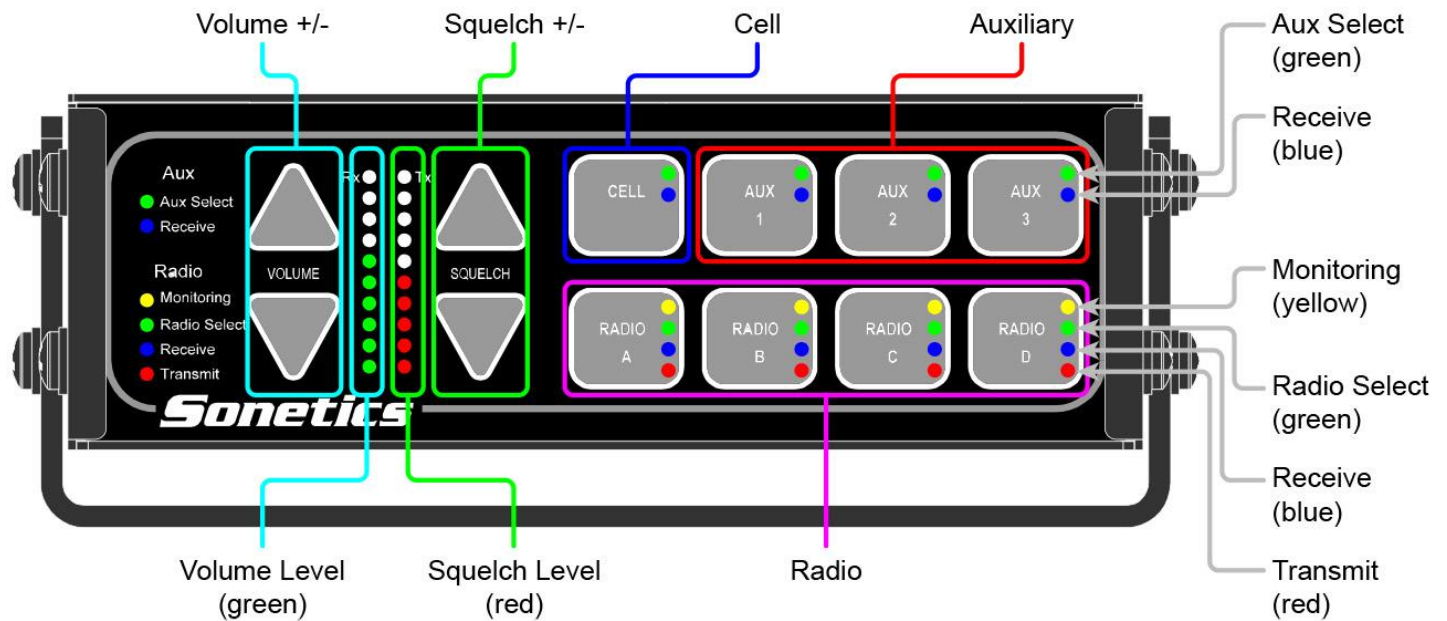 Volume +/-
Squelch +/-
Cell
Auxiliary
Aux Select
(green)
Receive
(blue)
Monitoring
(yellow)
Radio Select
(green)
Receive
(blue)
Transmit
(red)
Aux
Aux Select
Receive
Radio
Monitoring
Radio Select
Receive
Transmit
VOLUME
Rx
Tx
SQUELCH
CELL
AUX
1
AUX
2
AUX
3
RADIO
A
RADIO
B
RADIO
C
RADIO
D
Sonetics
Volume Level
(green)
Squelch Level
(red)
Radio